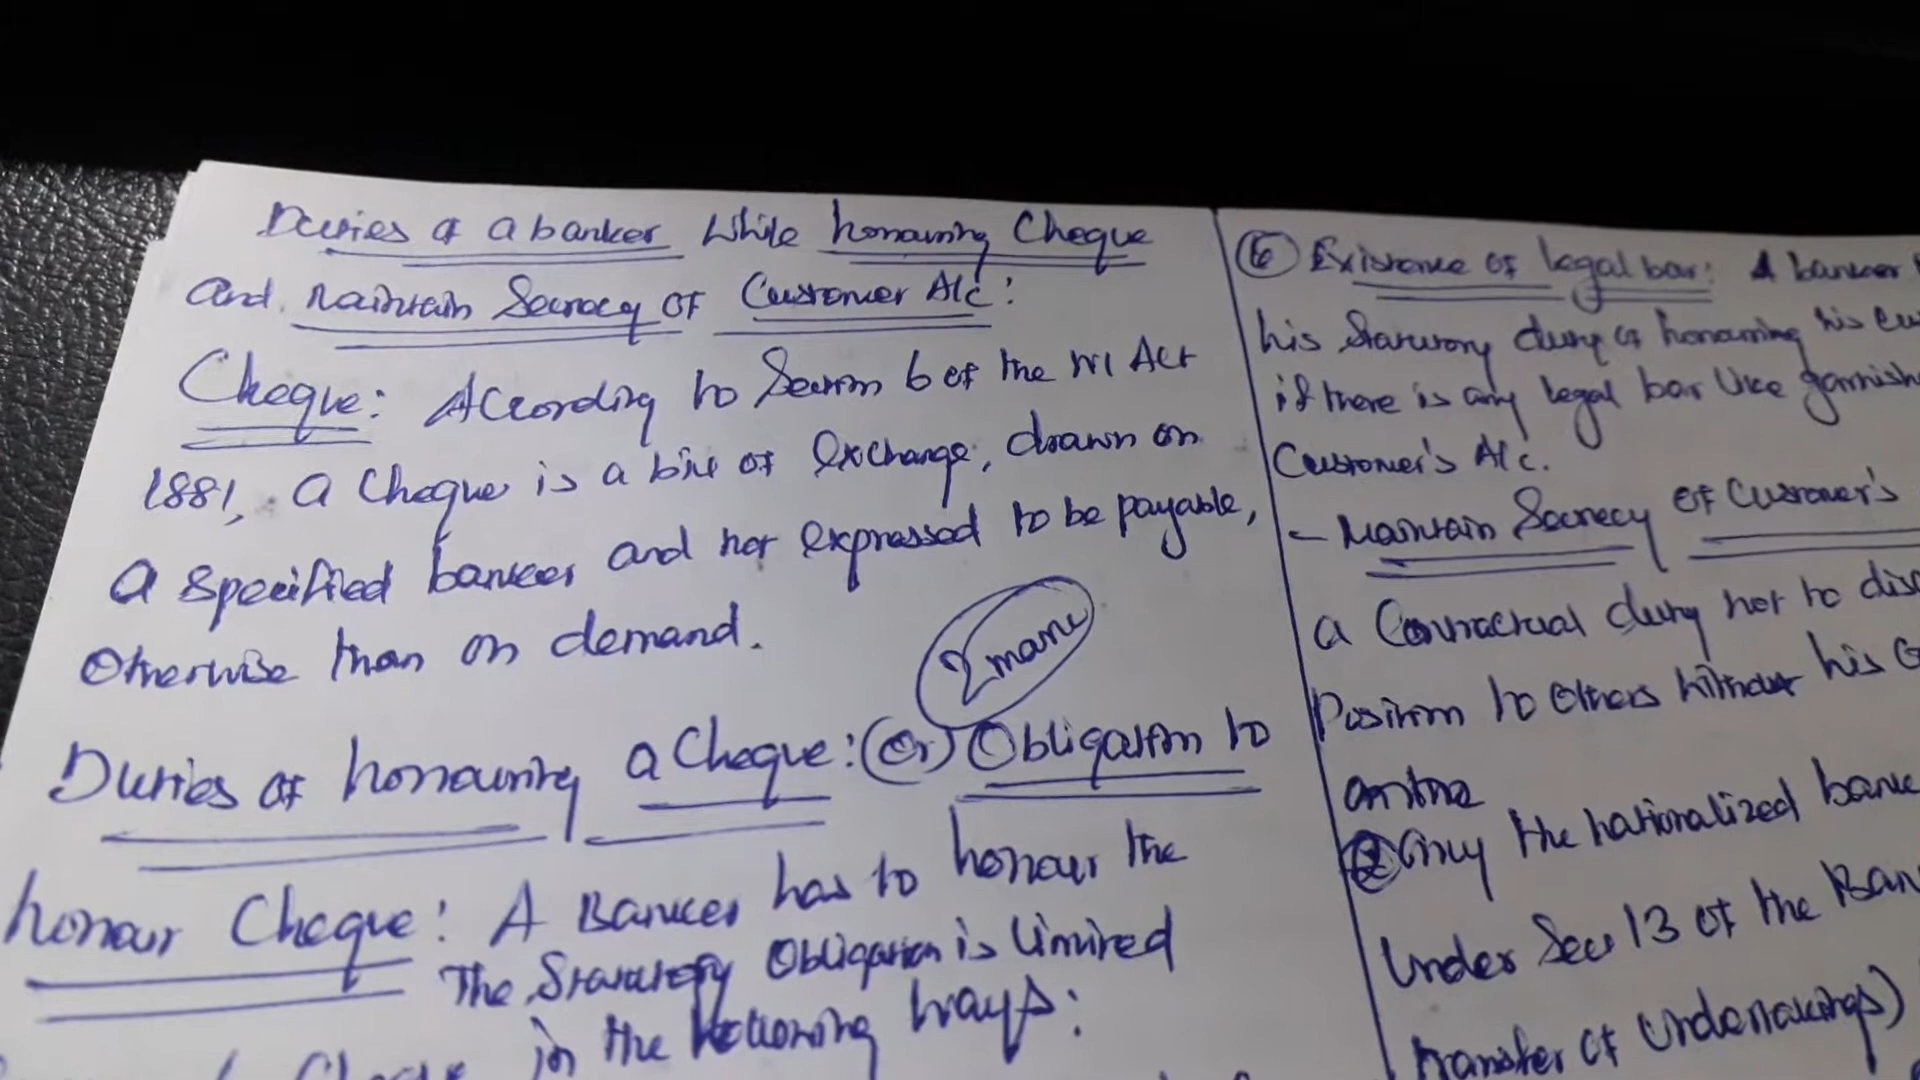 Duties of a banker while honouring Cheque
and Maintain Secrecy of Customer A/c:
Cheque: According to Section 6 of the NI Act
1881, a Cheque is a bill of Exchange, drawn on
a specified banker and not expressed to be payable,
Otherwise than on demand.
2 mark
Duties of honouring a Cheque: (Or) Obligation to
honour Cheque: A Banker has to honour the
The Statutory Obligation is limited
in the following ways:
Cheque
6 Existence of legal bar: A banker
his Statutory duty of honouring his
if there is any legal bar like garnish
Customer's A/c.
- Maintain Secrecy of Customer's
a Contractual duty not to dis
Position to Others without his
the nationalized bank
Under Sec 13 of the Ban
transfer of Undertakings)